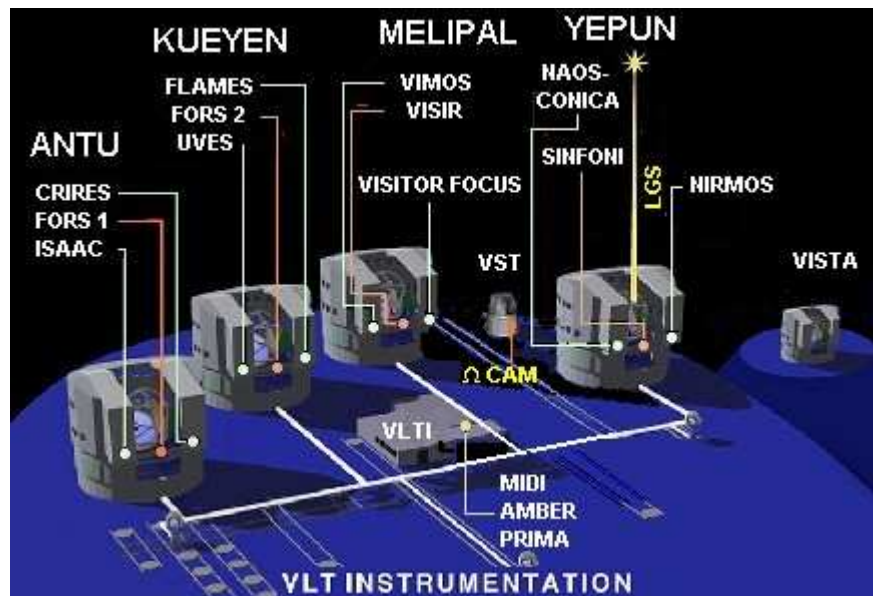 KUEYEN
MELIPAL
YEPUN
FLAMES
FORS 2
UVES
VIMOS
VISIR
NAOS-
CONICA
ANTU
SINFONI
LGS
CRIRES
FORS 1
ISAAC
VISITOR FOCUS
NIRMOS
VST
VISTA
Ω CAM
VLTI
MIDI
AMBER
PRIMA
VLT INSTRUMENTATION